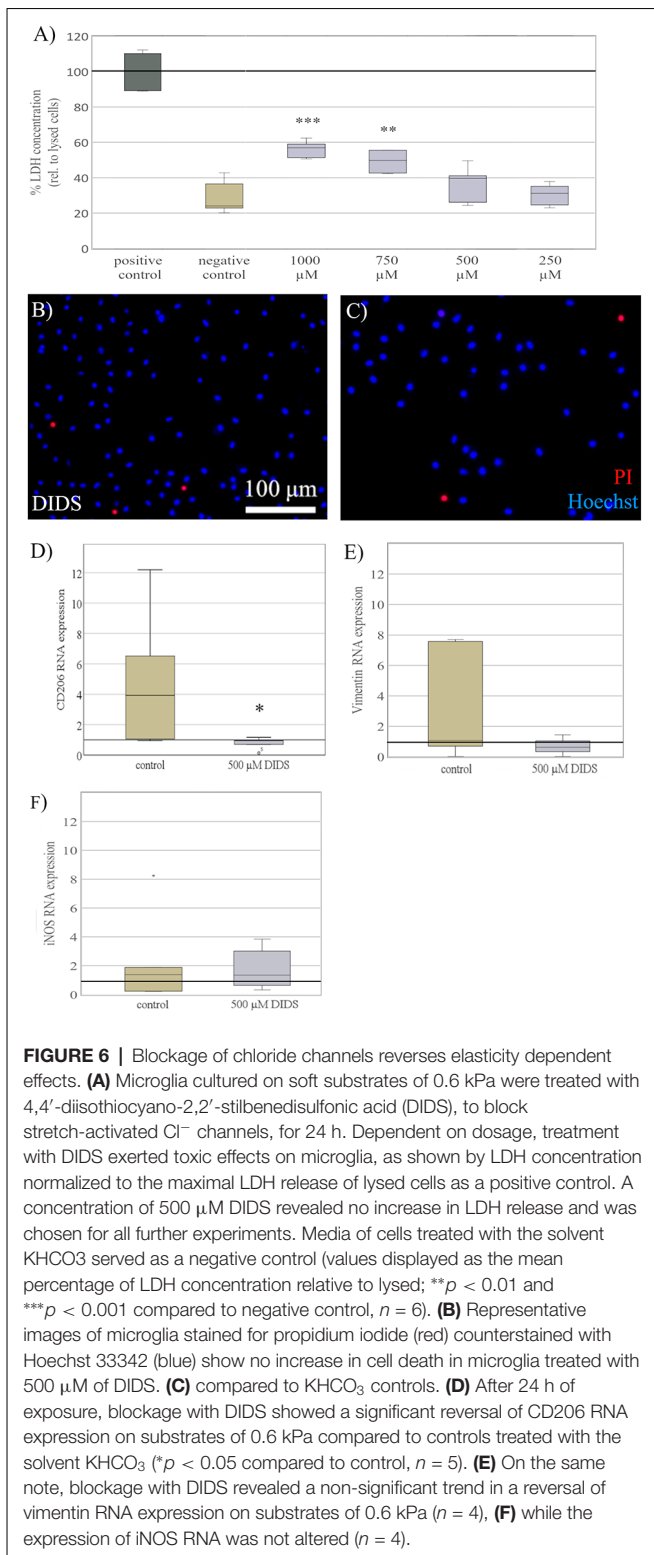 A)
120
100
80
60
40
20
0
% LDH concentration
(rel. to lysed cells)
***
**
positive
control
negative
control
1000
µM
750
µM
500
µM
250
µM
B)
DIDS
100 µm
C)
PI
Hoechst
D)
12
10
8
6
4
2
0
CD206 RNA expression
*
control
500 µM DIDS
E)
12
10
8
6
4
2
0
Vimentin RNA expression
control
500 µM DIDS
F)
12
10
8
6
4
2
0
iNOS RNA expression
control
500 µM DIDS
FIGURE 6 | Blockage of chloride channels reverses elasticity dependent
effects. (A) Microglia cultured on soft substrates of 0.6 kPa were treated with
4,4′-diisothiocyano-2,2′-stilbenedisulfonic acid (DIDS), to block
stretch-activated Cl− channels, for 24 h. Dependent on dosage, treatment
with DIDS exerted toxic effects on microglia, as shown by LDH concentration
normalized to the maximal LDH release of lysed cells as a positive control. A
concentration of 500 µM DIDS revealed no increase in LDH release and was
chosen for all further experiments. Media of cells treated with the solvent
KHCO3 served as a negative control (values displayed as the mean
percentage of LDH concentration relative to lysed; **p < 0.01 and
***p < 0.001 compared to negative control, n = 6). (B) Representative
images of microglia stained for propidium iodide (red) counterstained with
Hoechst 33342 (blue) show no increase in cell death in microglia treated with
500 µM of DIDS. (C) compared to KHCO₃ controls. (D) After 24 h of
exposure, blockage with DIDS showed a significant reversal of CD206 RNA
expression on substrates of 0.6 kPa compared to controls treated with the
solvent KHCO₃ (*p < 0.05 compared to control, n = 5). (E) On the same
note, blockage with DIDS revealed a non-significant trend in a reversal of
vimentin RNA expression on substrates of 0.6 kPa (n = 4), (F) while the
expression of iNOS RNA was not altered (n = 4).